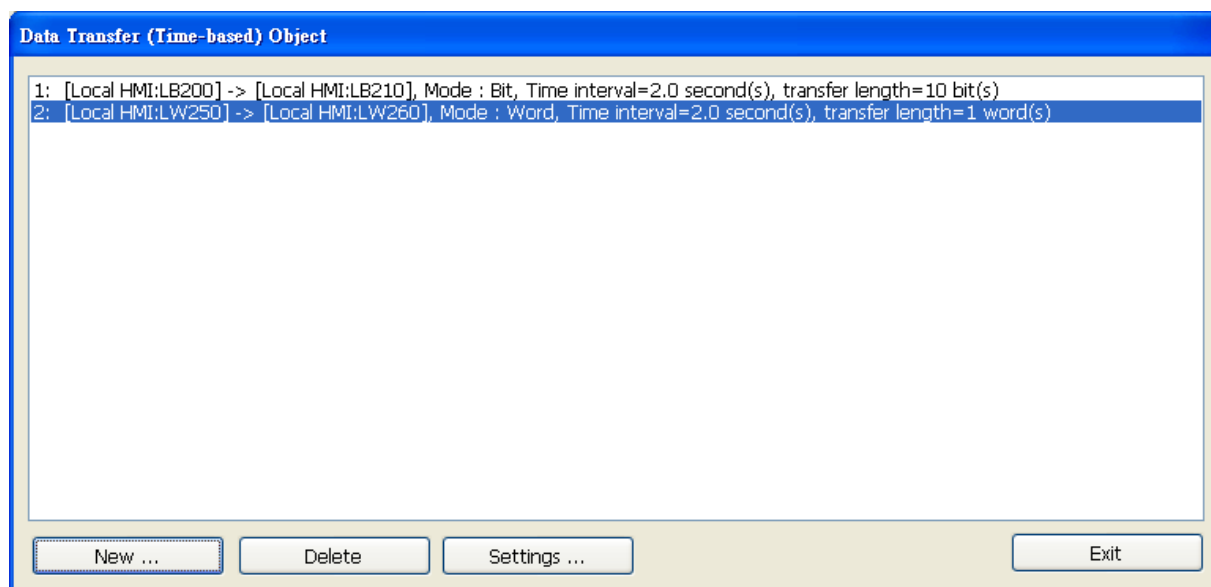 Data Transfer (Time-based) Object
1: [Local HMI:LB200] -> [Local HMI:LB210], Mode : Bit, Time interval=2.0 second(s), transfer length=10 bit(s)
2: [Local HMI:LW250] -> [Local HMI:LW260], Mode : Word, Time interval=2.0 second(s), transfer length=1 word(s)
New ... Delete Settings ... Exit